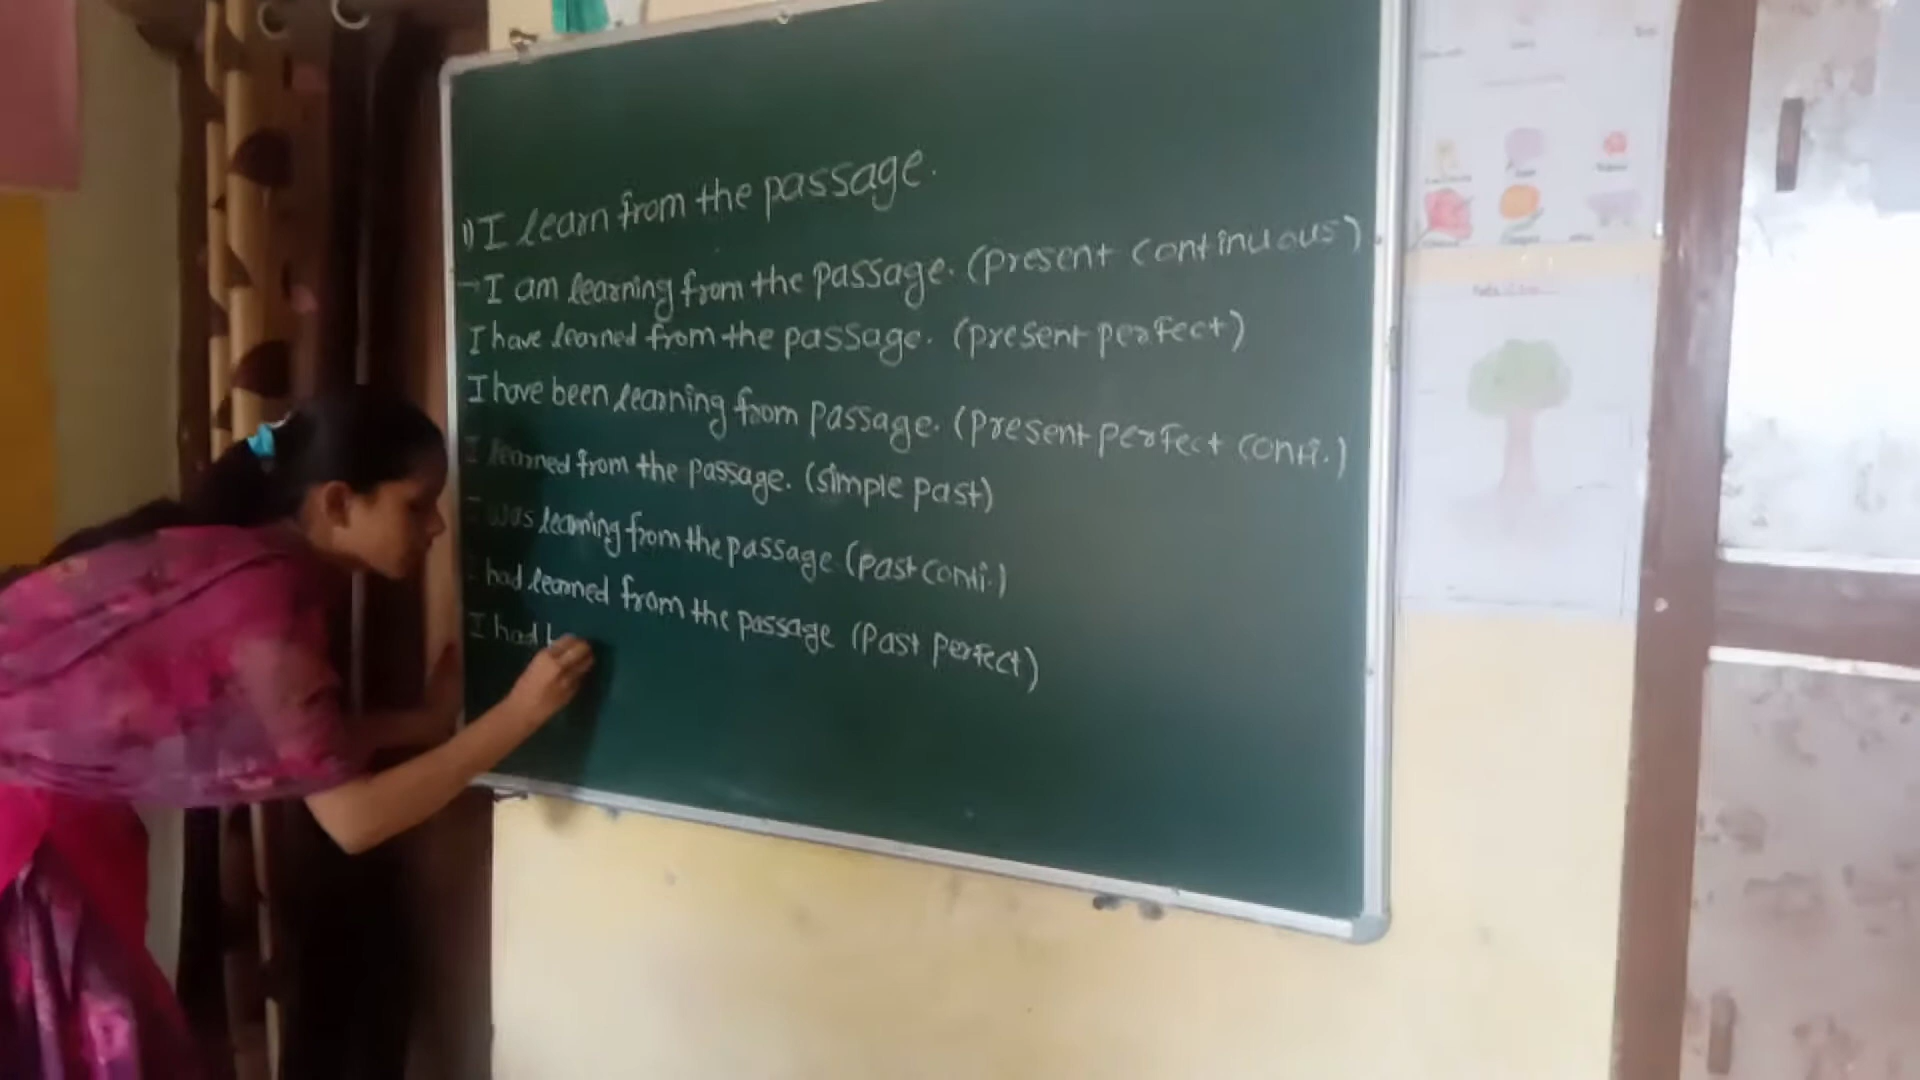 1) I learn from the passage.
- I am learning from the passage. (present continuous)
I have learned from the passage. (present perfect)
I have been learning from passage. (present perfect conti.)
I learned from the passage. (simple past)
I was learning from the passage (past conti.)
I had learned from the passage (Past perfect)
I had